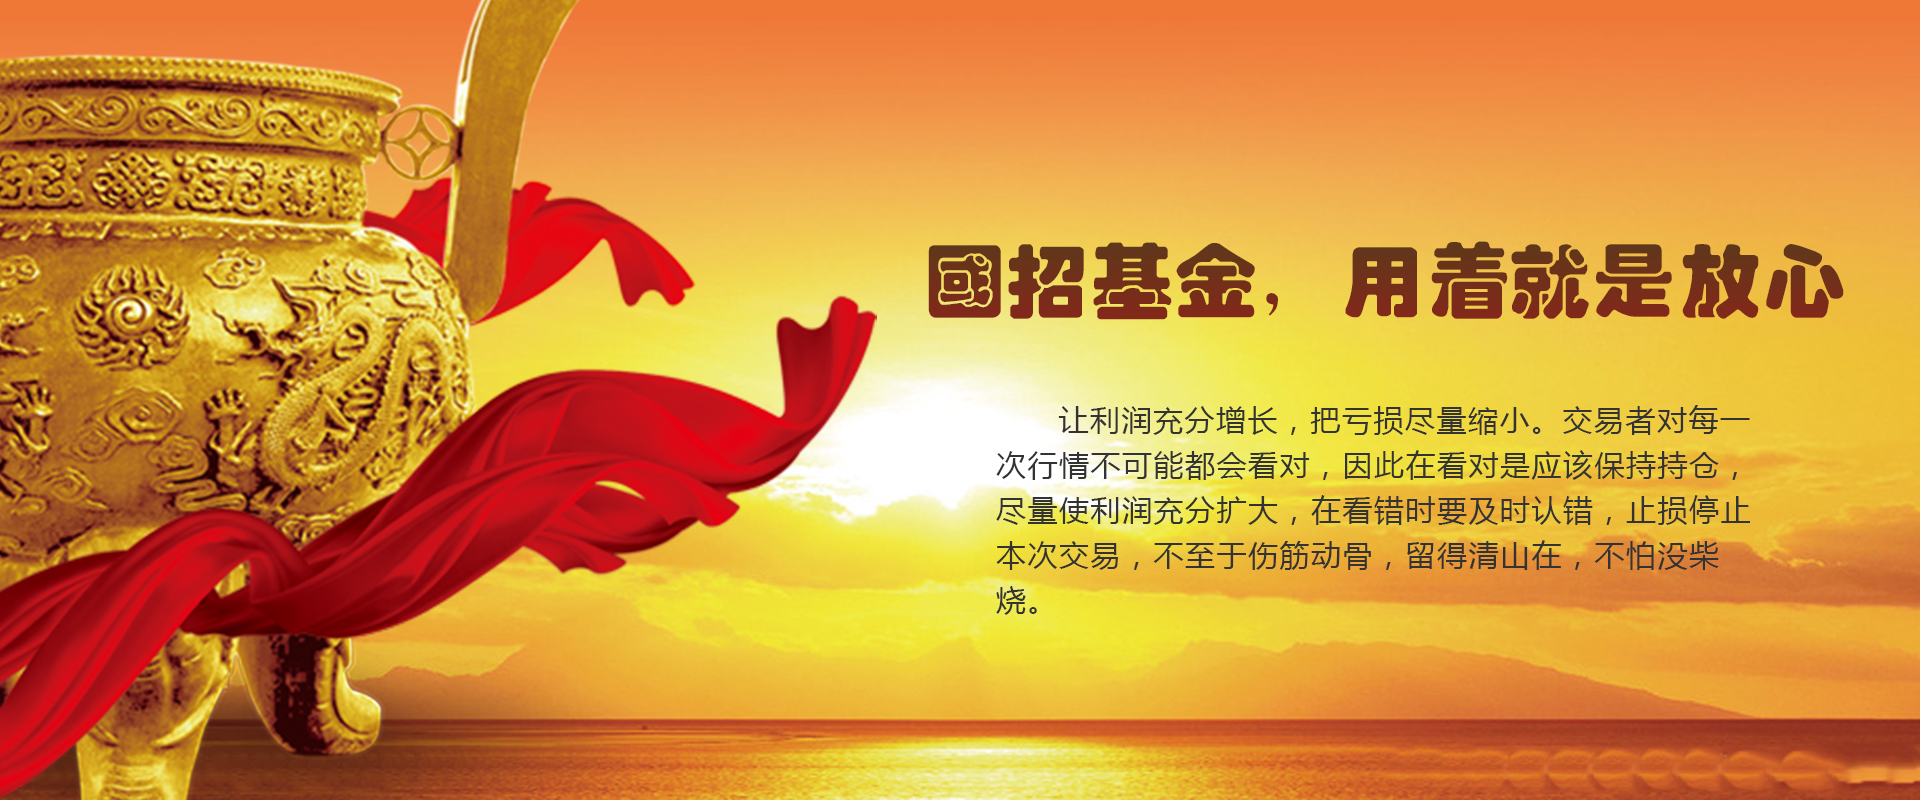 國招基金， 用着就是放心
让利润充分增长，把亏损尽量缩小。交易者对每一
次行情不可能都会看对，因此在看对是应该保持持仓，
尽量使利润充分扩大，在看错时要及时认错，止损停止
本次交易，不至于伤筋动骨，留得清山在，不怕没柴
烧。